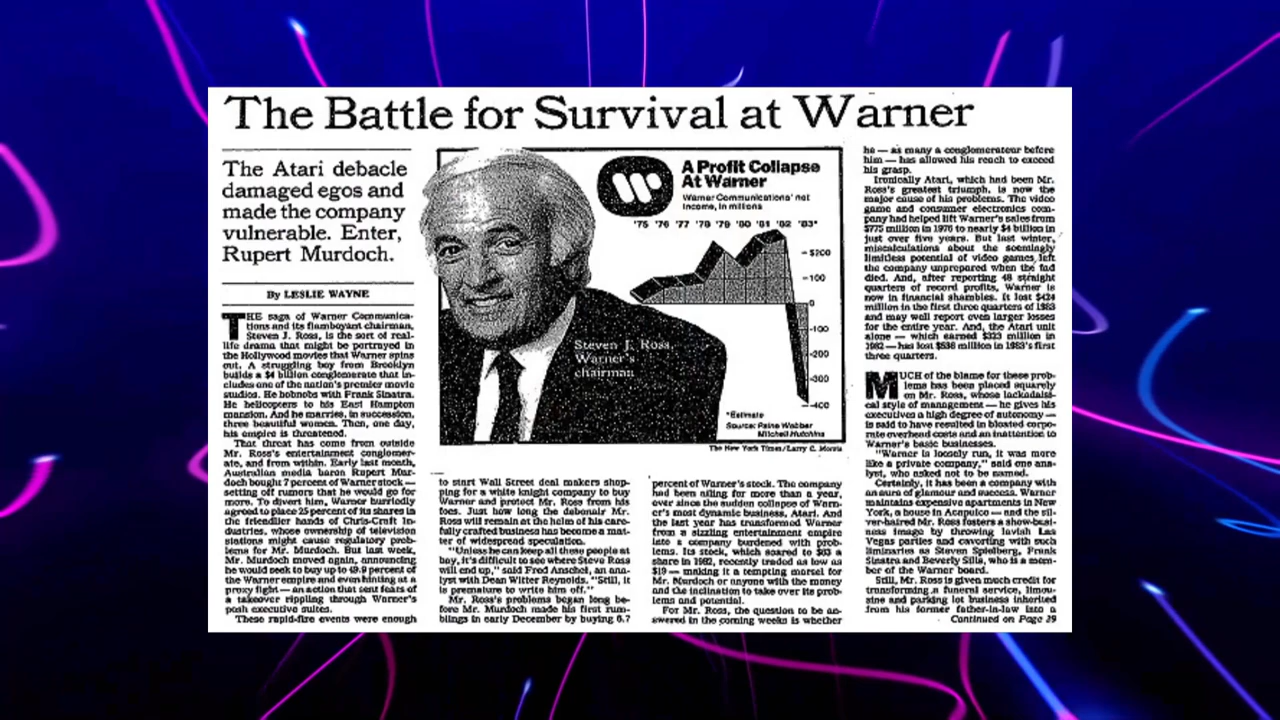 The Battle for Survival at Warner
The Atari debacle
damaged egos and
made the company
vulnerable. Enter,
Rupert Murdoch.
By LESLIE WAYNE
THE saga of Warner Communica-
tions and its flamboyant chairman,
Steven J. Ross, is the sort of real-
life drama that might be portrayed in
the Hollywood movies that Warner spins
out. A struggling boy from Brooklyn
builds a $4 billion conglomerate that in-
cludes one of the nation's premier movie
studios. He hobnobs with Frank Sinatra.
He helicopters to his East Hampton
mansion. And he marries, in succession,
three beautiful women. Then, one day,
his empire is threatened.
That threat has come from outside
Mr. Ross's entertainment conglomer-
ate, and from within. Early last month,
Australian media baron Rupert Mur-
doch bought 7 percent of Warner stock —
setting off rumors that he would go for
more. To divert him, Warner hurriedly
agreed to place 25 percent of its shares in
the friendlier hands of Chris-Craft In-
dustries, whose ownership of television
stations might cause regulatory prob-
lems for Mr. Murdoch. But last week,
Mr. Murdoch moved again, announcing
he would seek to buy up to 49.9 percent of
the Warner empire and even hinting at a
proxy fight — an action that sent fears of
a takeover rippling through Warner's
posh executive suites.
These rapid-fire events were enough
A Profit Collapse
At Warner
Warner Communications' net
income, in millions
'75 '76 '77 '78 '79 '80 '81 '82 '83*
$200
100
0
-100
-200
-300
-400
Steven J. Ross,
Warner's
chairman
*Estimate
Source: Paine Webber
Mitchell Hutchins
The New York Times/Larry C. Morris
to start Wall Street deal makers shop-
ping for a white knight company to buy
Warner and protect Mr. Ross from his
foes. Just how long the debonair Mr.
Ross will remain at the helm of his care-
fully crafted business has become a mat-
ter of widespread speculation.
"Unless he can keep all these people at
bay, it's difficult to see where Steve Ross
will end up," said Fred Anschel, an ana-
lyst with Dean Witter Reynolds. "Still, it
is premature to write him off."
Mr. Ross's problems began long be-
fore Mr. Murdoch made his first rum-
blings in early December by buying 6.7
percent of Warner's stock. The company
had been ailing for more than a year,
ever since the sudden collapse of Warn-
er's most dynamic business, Atari. And
the last year has transformed Warner
from a sizzling entertainment empire
into a company burdened with prob-
lems. Its stock, which soared to $63 a
share in 1982, recently traded as low as
$19 — making it a tempting morsel for
Mr. Murdoch or anyone with the money
and the inclination to take over its prob-
lems and potential.
For Mr. Ross, the question to be an-
swered in the coming weeks is whether
he — as many a conglomerateur before
him — has allowed his reach to exceed
his grasp.
Ironically Atari, which had been Mr.
Ross's greatest triumph, is now the
major cause of his problems. The video
game and consumer electronics com-
pany had helped lift Warner's sales from
$775 million in 1976 to nearly $4 billion in
just over five years. But last winter,
miscalculations about the seemingly
limitless potential of video games left
the company unprepared when the fad
died. And, after reporting 48 straight
quarters of record profits, Warner is
now in financial shambles. It lost $424
million in the first three quarters of 1983
and may well report even larger losses
for the entire year. And, the Atari unit
alone — which earned $323 million in
1982 — has lost $536 million in 1983's first
three quarters.
MUCH of the blame for these prob-
lems has been placed squarely
on Mr. Ross, whose lackadaisi-
cal style of management — he gives his
executives a high degree of autonomy —
is said to have resulted in bloated corpo-
rate overhead costs and an inattention to
Warner's basic businesses.
"Warner is loosely run, it was more
like a private company," said one ana-
lyst, who asked not to be named.
Certainly, it has been a company with
an aura of glamour and success. Warner
maintains expensive apartments in New
York, a house in Acapulco — and the sil-
ver-haired Mr. Ross fosters a show-busi-
ness image by throwing lavish Las
Vegas parties and cavorting with such
luminaries as Steven Spielberg, Frank
Sinatra and Beverly Sills, who is a mem-
ber of the Warner board.
Still, Mr. Ross is given much credit for
transforming a funeral service, limou-
sine and parking lot business inherited
from his former father-in-law into a
Continued on Page 29